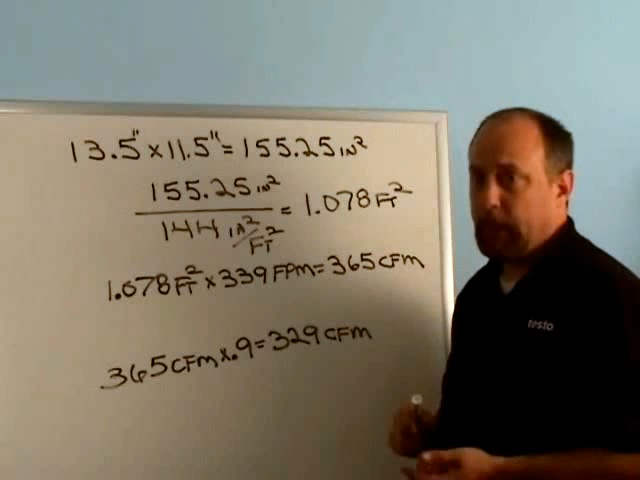 13.5" x 11.5" = 155.25 IN²
155.25 IN²
144 IN²/FT² = 1.078 FT²
1.078 FT² x 339 FPM = 365 CFM
365 CFM x .9 = 329 CFM
testo